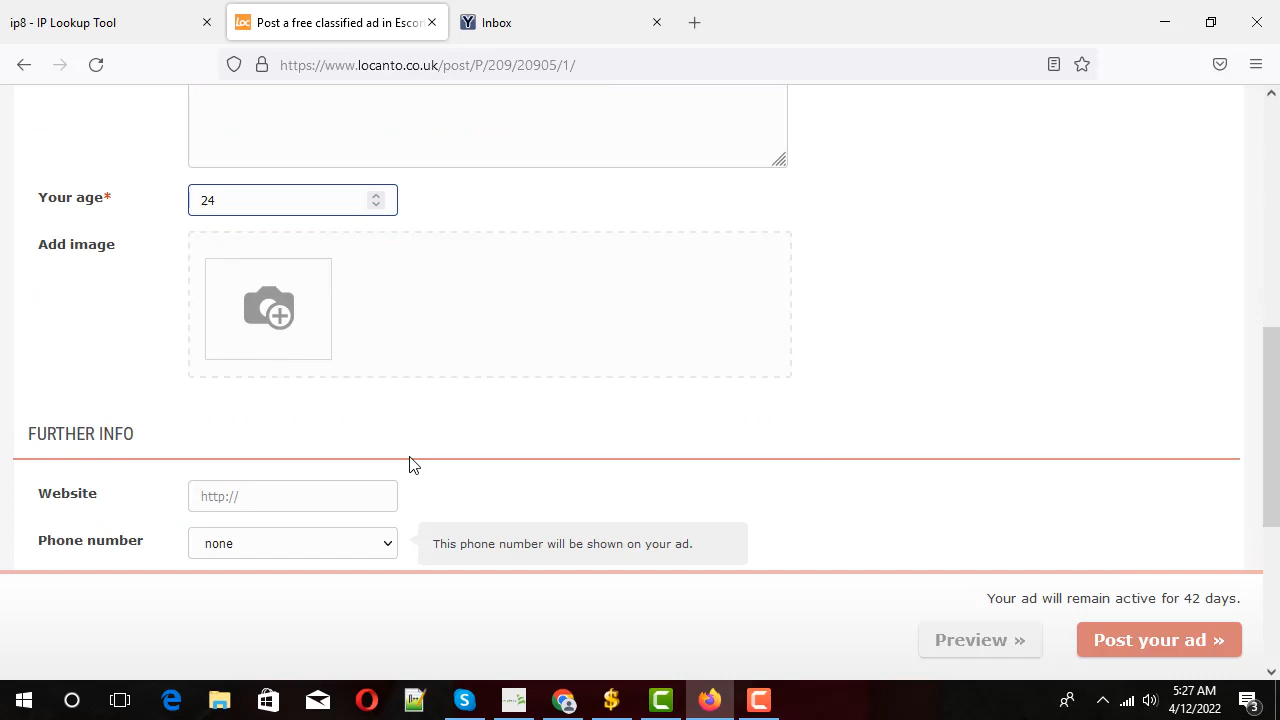 ip8 - IP Lookup Tool
Post a free classified ad in Escor
Inbox
https://www.locanto.co.uk/post/P/209/20905/1/
Your age*
24
Add image
FURTHER INFO
Website
http://
Phone number
none
This phone number will be shown on your ad.
Your ad will remain active for 42 days.
Preview »
Post your ad »
5:27 AM
4/12/2022
3